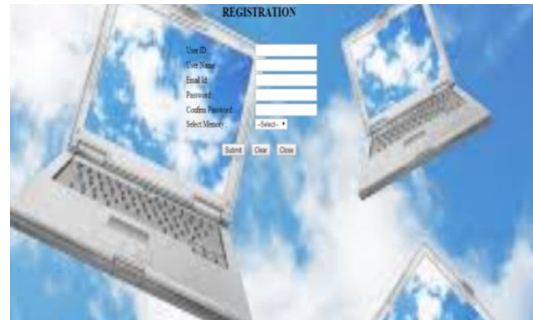 REGISTRATION
User ID:
User Name:
Email Id:
Password:
Confirm Password:
Select Memory: --Select--
Submit Clear Close